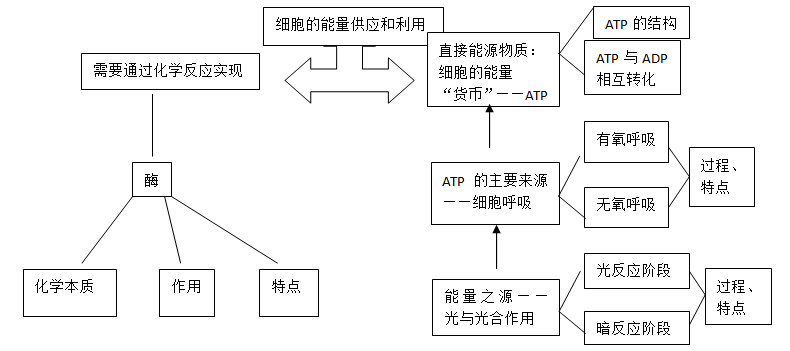 细胞的能量供应和利用
需要通过化学反应实现
酶
化学本质
作用
特点
直接能源物质：
细胞的能量
“货币”——ATP
ATP 的结构
ATP 与 ADP
相互转化
ATP 的主要来源
——细胞呼吸
有氧呼吸
无氧呼吸
过程、
特点
能量之源——
光与光合作用
光反应阶段
暗反应阶段
过程、
特点